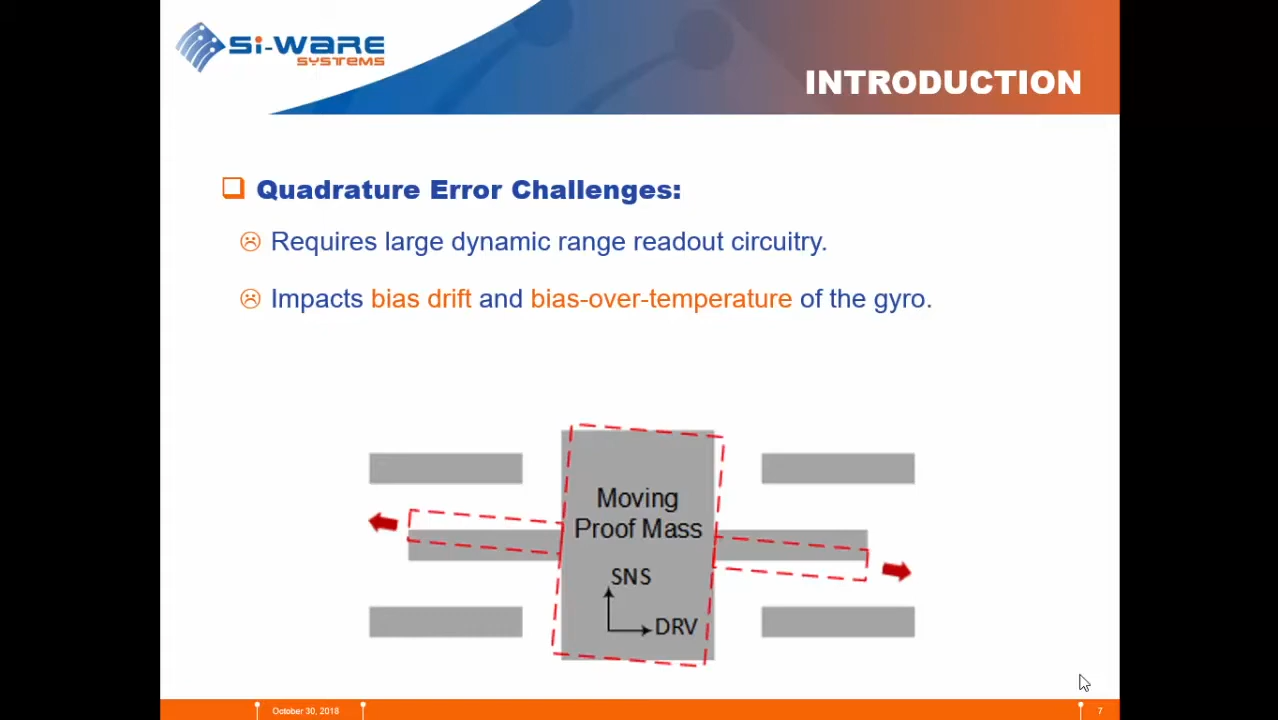 Si-WARE
SYSTEMS
INTRODUCTION
Quadrature Error Challenges:
Requires large dynamic range readout circuitry.
Impacts bias drift and bias-over-temperature of the gyro.
Moving
Proof Mass
SNS
DRV
October 30, 2018
7